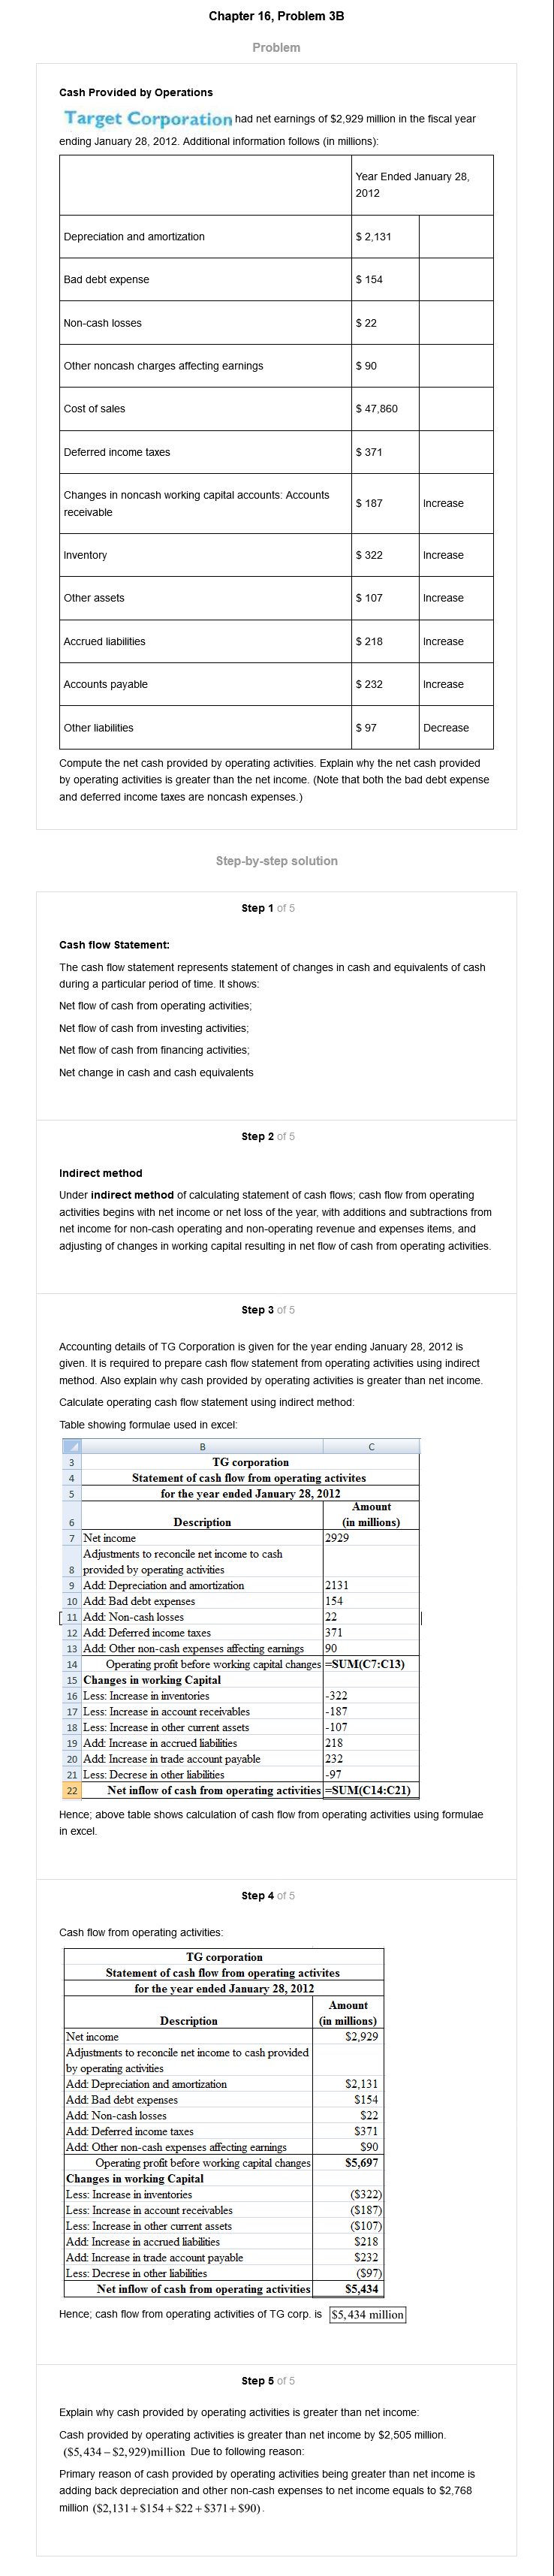 Chapter 16, Problem 3B
Problem
Cash Provided by Operations
Target Corporation had net earnings of $2,929 million in the fiscal year
ending January 28, 2012. Additional information follows (in millions):
Year Ended January 28,
2012
Depreciation and amortization $ 2,131
Bad debt expense $ 154
Non-cash losses $ 22
Other noncash charges affecting earnings $ 90
Cost of sales $ 47,860
Deferred income taxes $ 371
Changes in noncash working capital accounts: Accounts
receivable $ 187 Increase
Inventory $ 322 Increase
Other assets $ 107 Increase
Accrued liabilities $ 218 Increase
Accounts payable $ 232 Increase
Other liabilities $ 97 Decrease
Compute the net cash provided by operating activities. Explain why the net cash provided
by operating activities is greater than the net income. (Note that both the bad debt expense
and deferred income taxes are noncash expenses.)
Step-by-step solution
Step 1 of 5
Cash flow Statement:
The cash flow statement represents statement of changes in cash and equivalents of cash
during a particular period of time. It shows:
Net flow of cash from operating activities;
Net flow of cash from investing activities;
Net flow of cash from financing activities;
Net change in cash and cash equivalents
Step 2 of 5
Indirect method
Under indirect method of calculating statement of cash flows; cash flow from operating
activities begins with net income or net loss of the year, with additions and subtractions from
net income for non-cash operating and non-operating revenue and expenses items, and
adjusting of changes in working capital resulting in net flow of cash from operating activities.
Step 3 of 5
Accounting details of TG Corporation is given for the year ending January 28, 2012 is
given. It is required to prepare cash flow statement from operating activities using indirect
method. Also explain why cash provided by operating activities is greater than net income.
Calculate operating cash flow statement using indirect method:
Table showing formulae used in excel:
B C
3 TG corporation
4 Statement of cash flow from operating activites
5 for the year ended January 28, 2012
Amount
6 Description (in millions)
7 Net income 2929
Adjustments to reconcile net income to cash
8 provided by operating activities
9 Add: Depreciation and amortization 2131
10 Add: Bad debt expenses 154
11 Add: Non-cash losses 22
12 Add: Deferred income taxes 371
13 Add: Other non-cash expenses affecting earnings 90
14 Operating profit before working capital changes =SUM(C7:C13)
15 Changes in working Capital
16 Less: Increase in inventories -322
17 Less: Increase in account receivables -187
18 Less: Increase in other current assets -107
19 Add: Increase in accrued liabilities 218
20 Add: Increase in trade account payable 232
21 Less: Decrese in other liabilities -97
22 Net inflow of cash from operating activities =SUM(C14:C21)
Hence; above table shows calculation of cash flow from operating activities using formulae
in excel.
Step 4 of 5
Cash flow from operating activities:
TG corporation
Statement of cash flow from operating activites
for the year ended January 28, 2012
Amount
Description (in millions)
Net income $2,929
Adjustments to reconcile net income to cash provided
by operating activities
Add: Depreciation and amortization $2,131
Add: Bad debt expenses $154
Add: Non-cash losses $22
Add: Deferred income taxes $371
Add: Other non-cash expenses affecting earnings $90
Operating profit before working capital changes $5,697
Changes in working Capital
Less: Increase in inventories ($322)
Less: Increase in account receivables ($187)
Less: Increase in other current assets ($107)
Add: Increase in accrued liabilities $218
Add: Increase in trade account payable $232
Less: Decrese in other liabilities ($97)
Net inflow of cash from operating activities $5,434
Hence; cash flow from operating activities of TG corp. is $5,434 million
Step 5 of 5
Explain why cash provided by operating activities is greater than net income:
Cash provided by operating activities is greater than net income by $2,505 million.
($5,434 – $2,929)million Due to following reason:
Primary reason of cash provided by operating activities being greater than net income is
adding back depreciation and other non-cash expenses to net income equals to $2,768
million ($2,131+$154+$22+$371+$90).